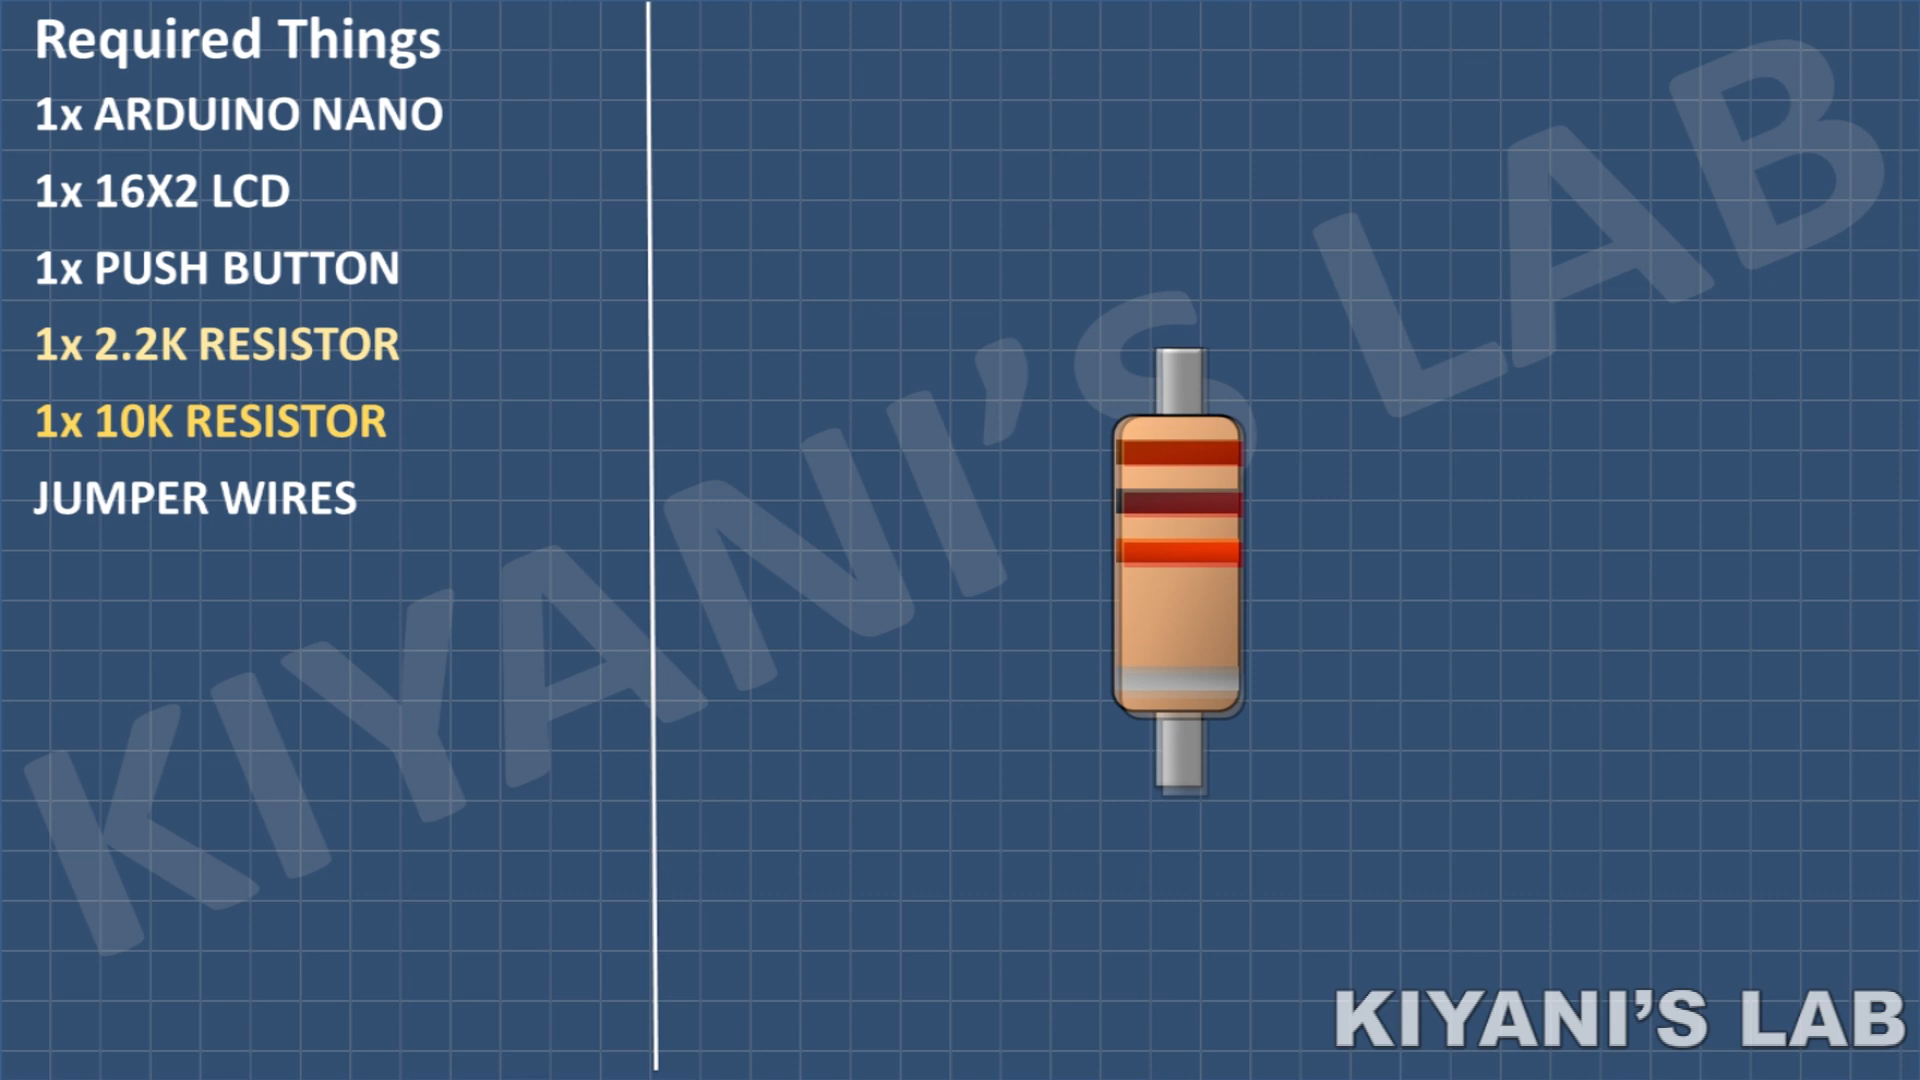 Required Things
1x ARDUINO NANO
1x 16X2 LCD
1x PUSH BUTTON
1x 2.2K RESISTOR
1x 10K RESISTOR
JUMPER WIRES
KIYANI'S LAB
KIYANI'S LAB